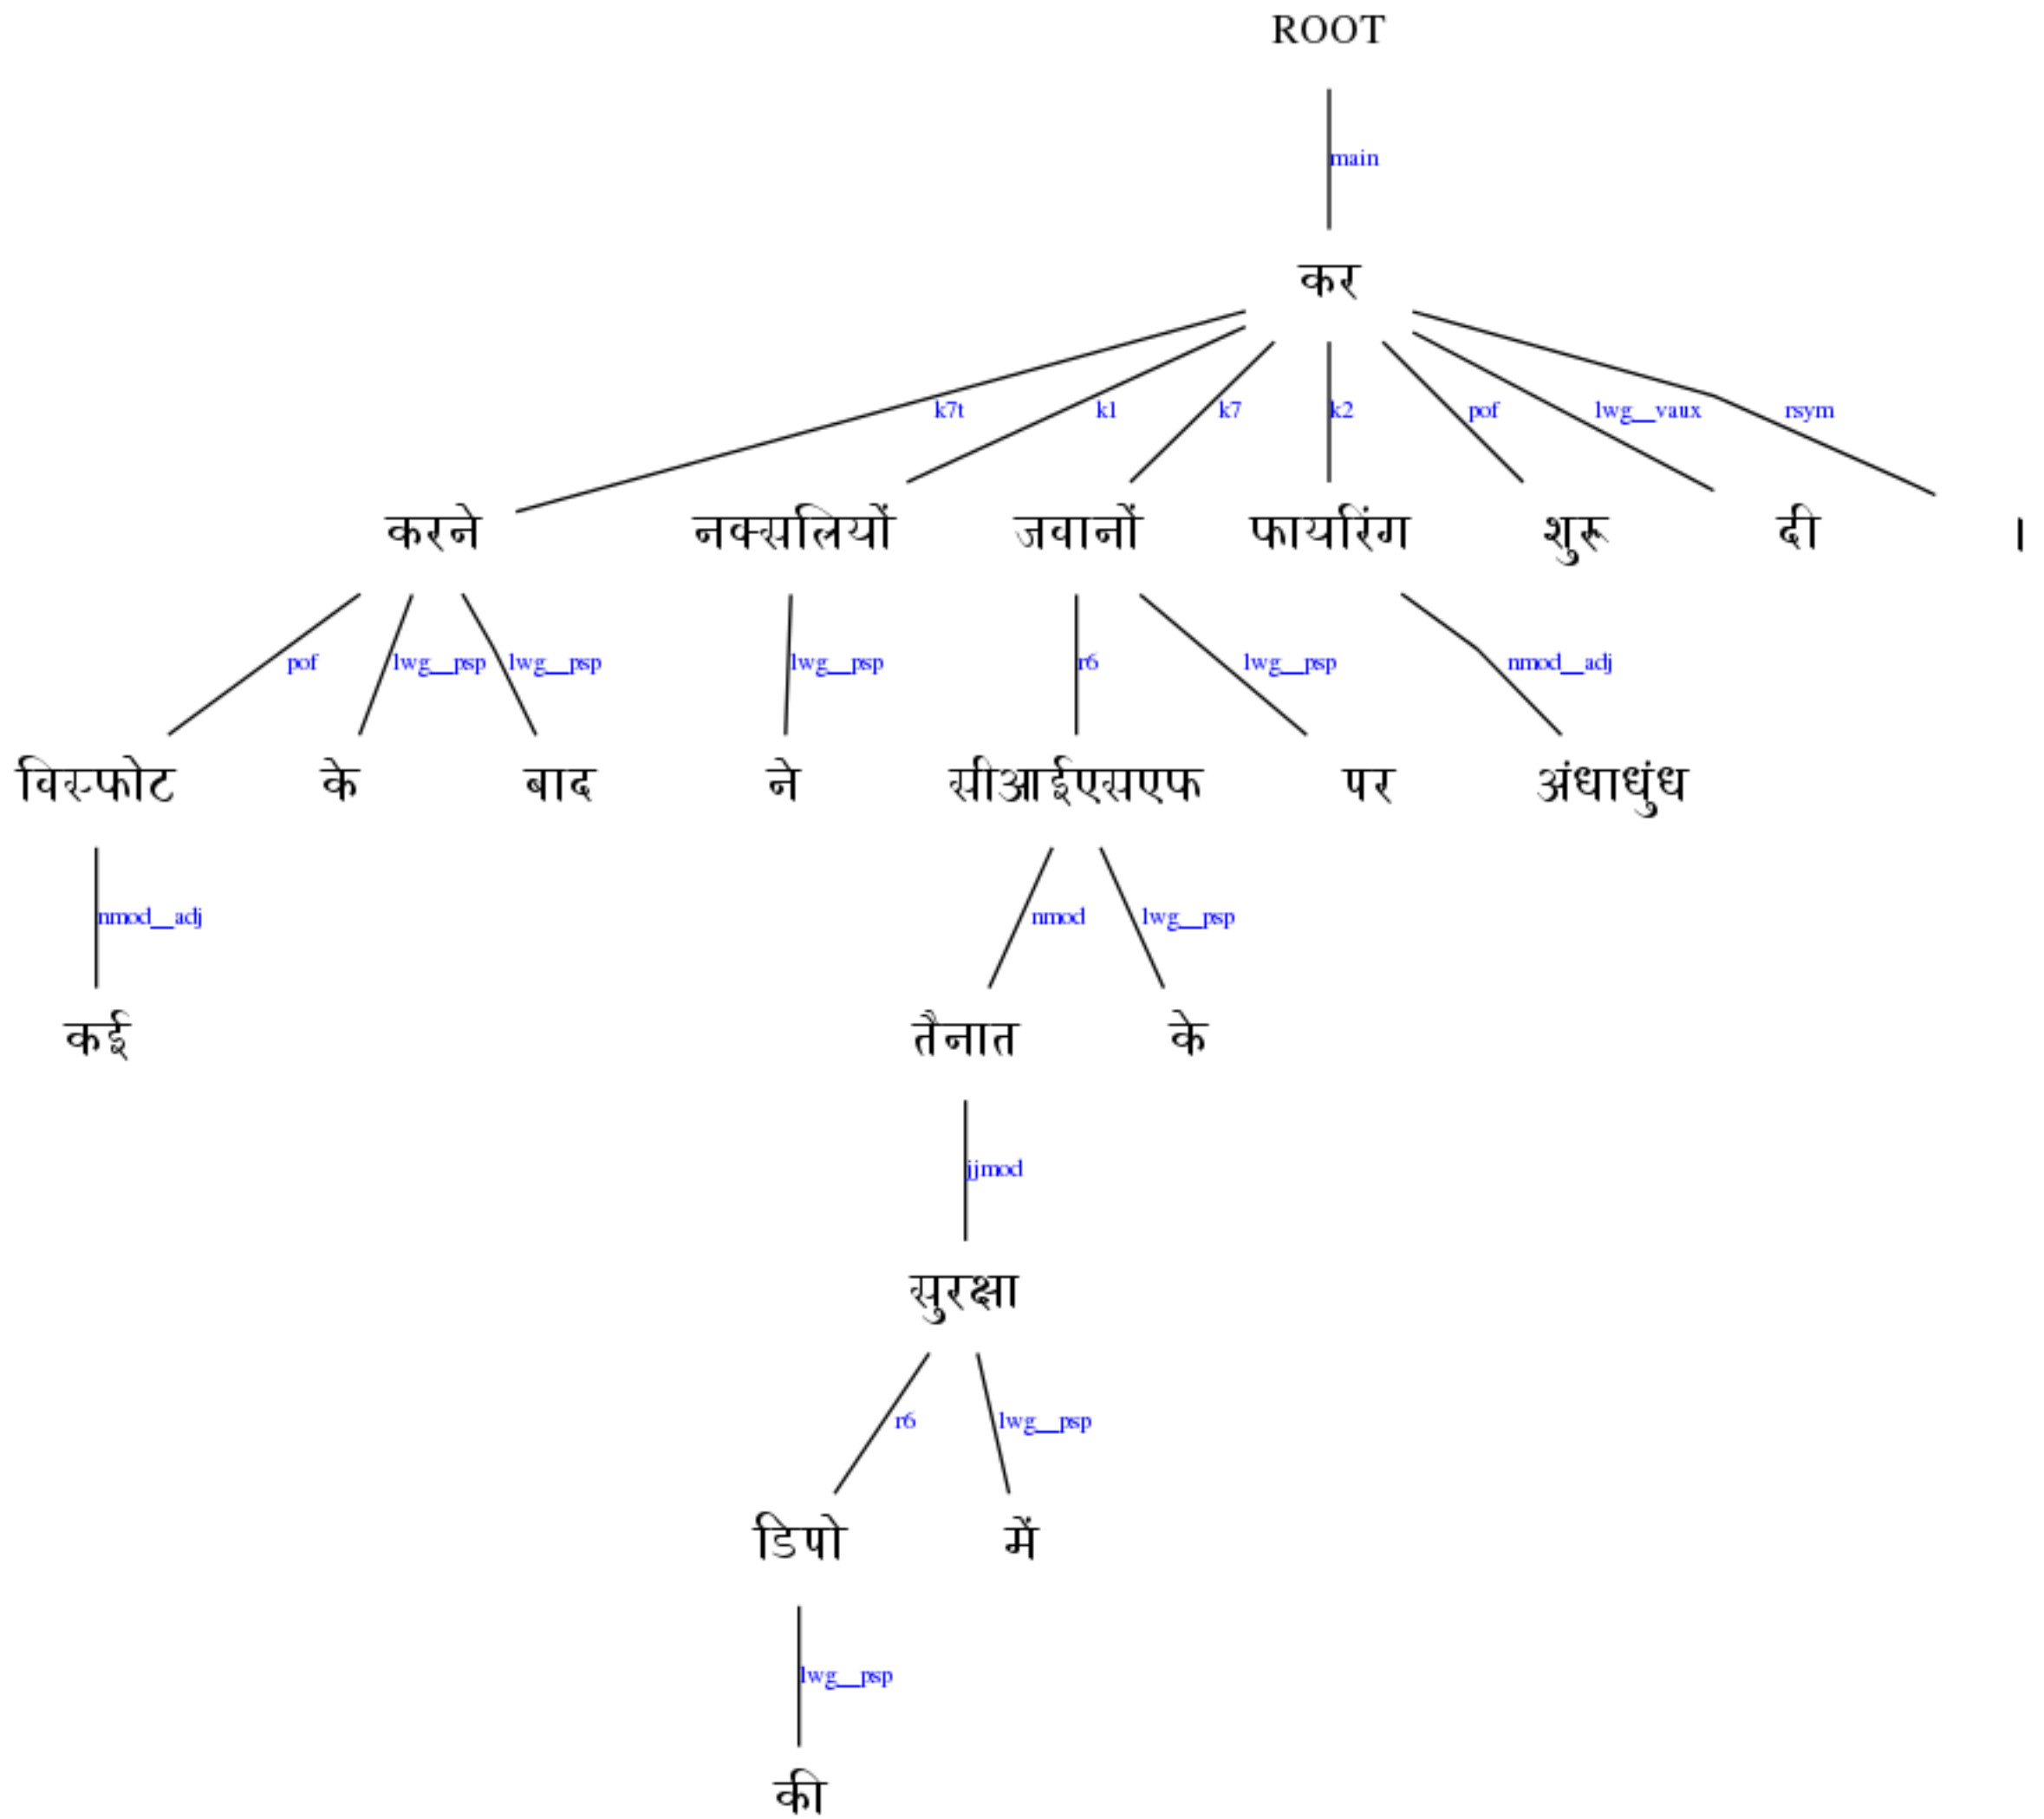 ROOT
main
कर
k7t k1 k7 k2 pof lwg__vaux rsym
करने नक्सलियों जवानों फायरिंग शुरू दी ।
pof lwg__psp lwg__psp lwg__psp r6 lwg__psp nmod__adj
विस्फोट के बाद ने सीआईएसएफ पर अंधाधुंध
nmod__adj nmod lwg__psp
कई तैनात के
jjmod
सुरक्षा
r6 lwg__psp
डिपो में
lwg__psp
की